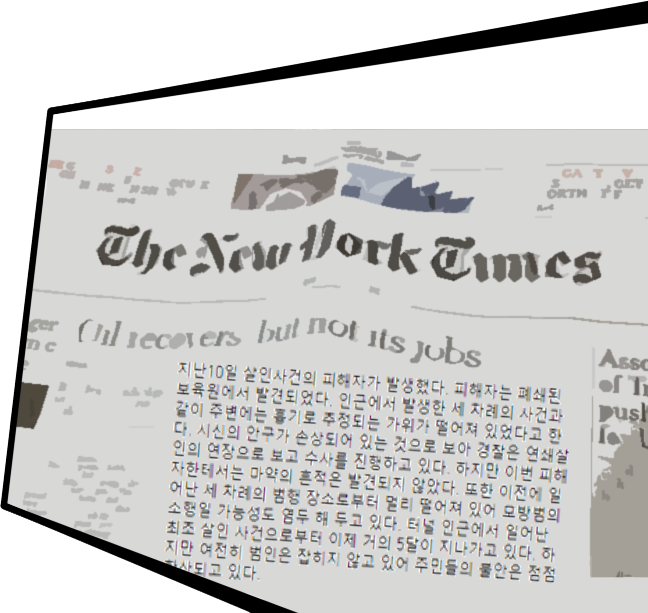 The New York Times
Oil recovers but not its jobs
지난10일 살인사건의 피해자가 발생했다. 피해자는 폐쇄된
보육원에서 발견되었다. 인근에서 발생한 세 차례의 사건과
같이 주변에는 흉기로 추정되는 가위가 떨어져 있었다고 한
다. 시신의 안구가 손상되어 있는 것으로 보아 경찰은 연쇄살
인의 연장으로 보고 수사를 진행하고 있다. 하지만 이번 피해
자한테서는 마약의 흔적은 발견되지 않았다. 또한 이전에 일
어난 세 차례의 범행 장소로부터 멀리 떨어져 있어 모방범의
소행일 가능성도 염두 해 두고 있다. 터널 인근에서 일어난
최초 살인 사건으로부터 이제 거의 5달이 지나가고 있다. 하
지만 여전히 범인은 잡히지 않고 있어 주민들의 불안은 점점
확산되고 있다.
Asso
of Tr
push